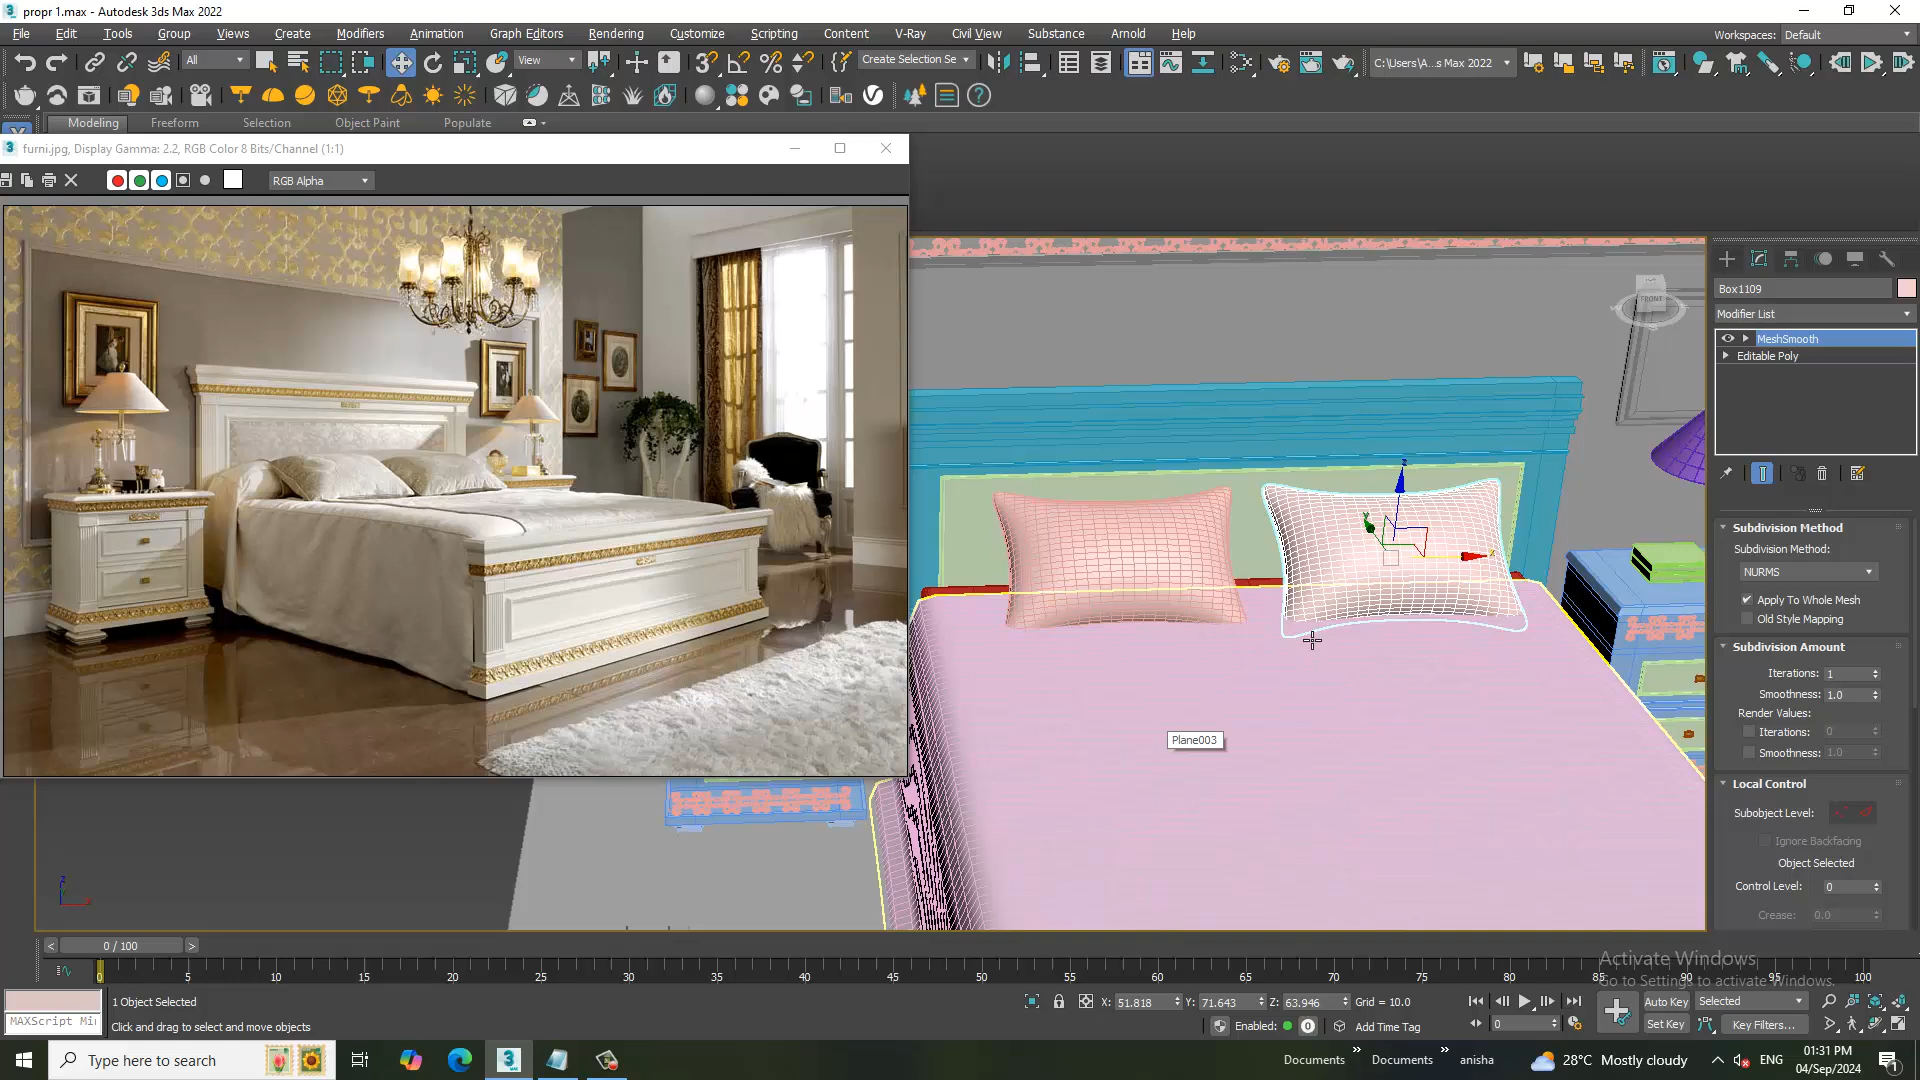 propr 1.max - Autodesk 3ds Max 2022
File Edit Tools Group Views Create Modifiers Animation Graph Editors Rendering Customize Scripting Content V-Ray Civil View Substance Arnold Help
Workspaces: Default
All
View
Create Selection Se
C:\Users\A...s Max 2022
Modeling Freeform Selection Object Paint Populate
furni.jpg, Display Gamma: 2.2, RGB Color 8 Bits/Channel (1:1)
RGB Alpha
FRONT
Box1109
Modifier List
MeshSmooth
Editable Poly
Subdivision Method
Subdivision Method:
NURMS
Apply To Whole Mesh
Old Style Mapping
Subdivision Amount
Iterations: 1
Smoothness: 1.0
Render Values:
Iterations: 0
Smoothness: 1.0
Local Control
Subobject Level:
Ignore Backfacing
Object Selected
Control Level: 0
Crease: 0.0
Plane003
z
x
0 / 100
0 5 10 15 20 25 30 35 40 45 50 55 60 65 70 75 80 85 90 95 100
Activate Windows
Go to Settings to activate Windows.
1 Object Selected
X: 51.818 Y: 71.643 Z: 63.946 Grid = 10.0
Auto Key Selected
MAXScript Mi
Click and drag to select and move objects
Enabled: 0 Add Time Tag
0
Set Key Key Filters...
Type here to search
Documents Documents anisha
28°C Mostly cloudy
ENG
01:31 PM
04/Sep/2024
1